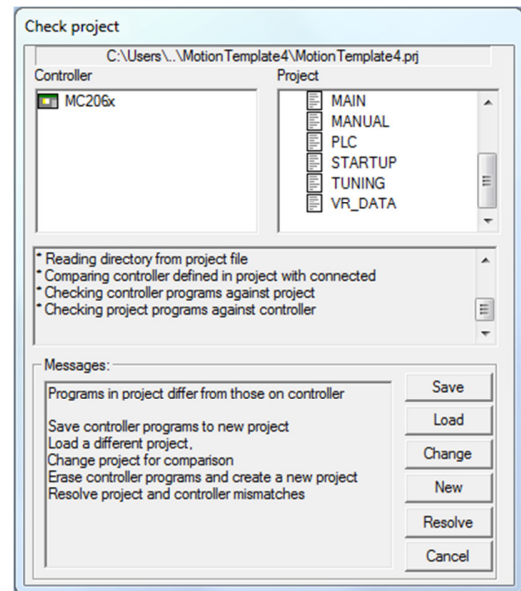 Check project
C:\Users\..\MotionTemplate4\MotionTemplate4.prj
Controller
Project
MC206x
MAIN
MANUAL
PLC
STARTUP
TUNING
VR_DATA
* Reading directory from project file
* Comparing controller defined in project with connected
* Checking controller programs against project
* Checking project programs against controller
Messages:
Programs in project differ from those on controller
Save controller programs to new project
Load a different project,
Change project for comparison
Erase controller programs and create a new project
Resolve project and controller mismatches
Save
Load
Change
New
Resolve
Cancel